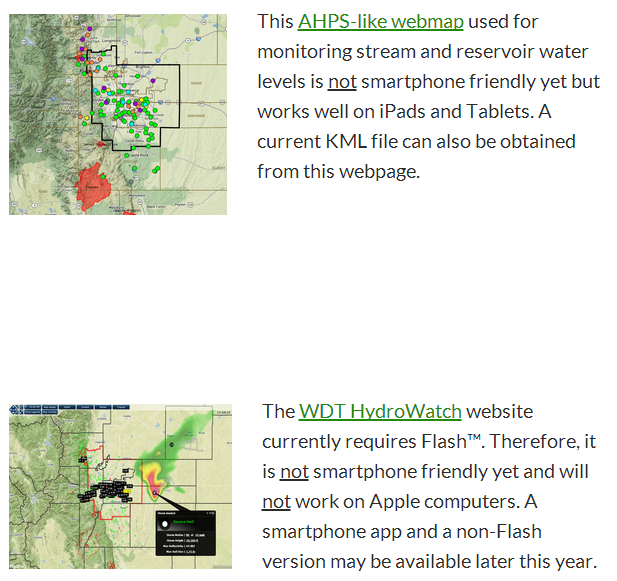 This AHPS-like webmap used for
monitoring stream and reservoir water
levels is not smartphone friendly yet but
works well on iPads and Tablets. A
current KML file can also be obtained
from this webpage.
The WDT HydroWatch website
currently requires Flash™. Therefore, it
is not smartphone friendly yet and will
not work on Apple computers. A
smartphone app and a non-Flash
version may be available later this year.